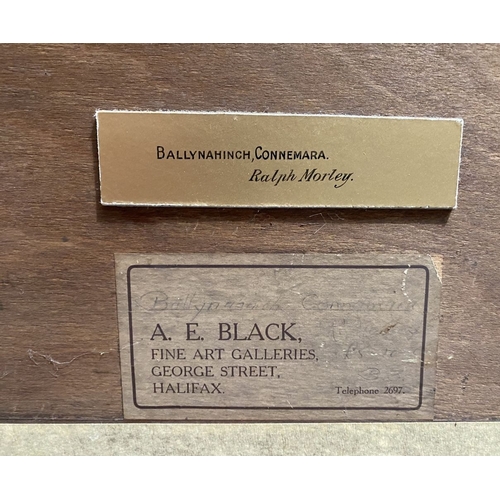 BALLYNAHINCH, CONNEMARA.
Ralph Morley.
A. E. BLACK,
FINE ART GALLERIES,
GEORGE STREET,
HALIFAX.
Telephone 2697.